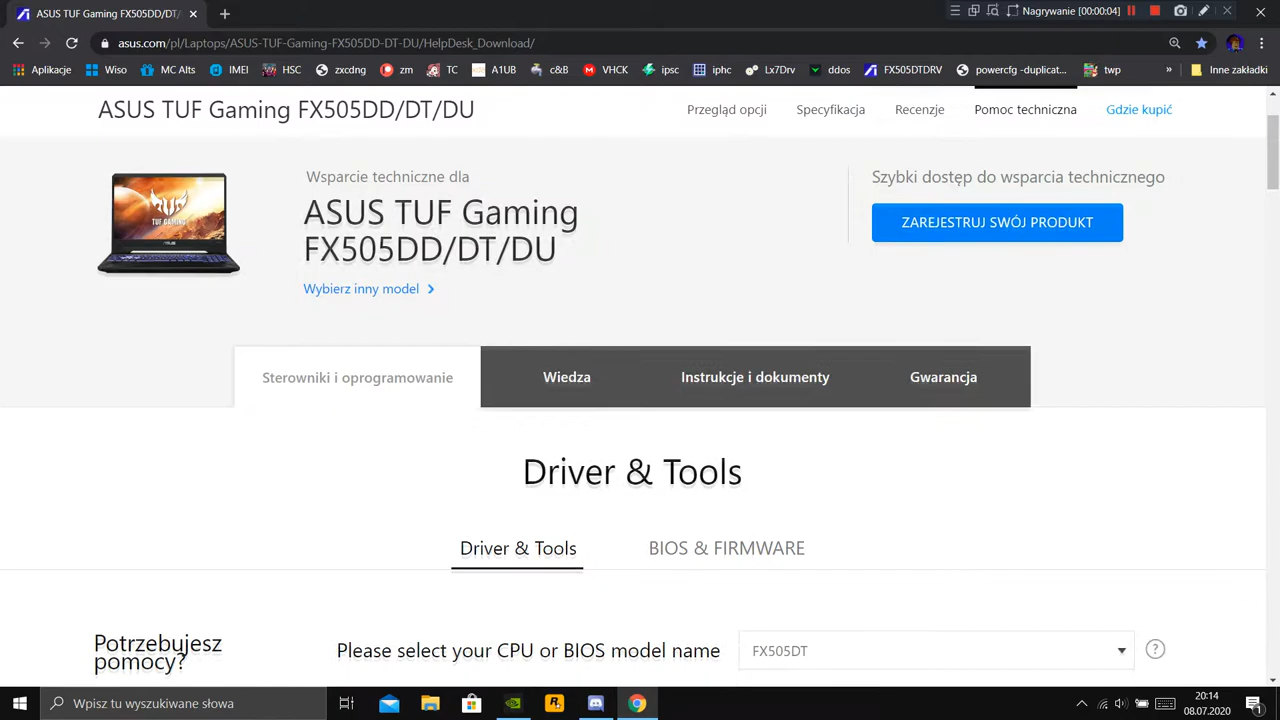 ASUS TUF Gaming FX505DD/DT/DU
Nagrywanie [00:00:04]
asus.com/pl/Laptops/ASUS-TUF-Gaming-FX505DD-DT-DU/HelpDesk_Download/
Aplikacje Wiso MC Alts IMEI HSC zxcdng zm TC A1UB c&B VHCK ipsc iphc Lx7Drv ddos FX505DTDRV powercfg -duplicat... twp » Inne zakładki
ASUS TUF Gaming FX505DD/DT/DU
Przegląd opcji Specyfikacja Recenzje Pomoc techniczna Gdzie kupić
TUF GAMING
Wsparcie techniczne dla
ASUS TUF Gaming
FX505DD/DT/DU
Wybierz inny model
Szybki dostęp do wsparcia technicznego
ZAREJESTRUJ SWÓJ PRODUKT
Sterowniki i oprogramowanie Wiedza Instrukcje i dokumenty Gwarancja
Driver & Tools
Driver & Tools BIOS & FIRMWARE
Potrzebujesz
pomocy?
Please select your CPU or BIOS model name FX505DT ?
Wpisz tu wyszukiwane słowa
20:14
08.07.2020
1